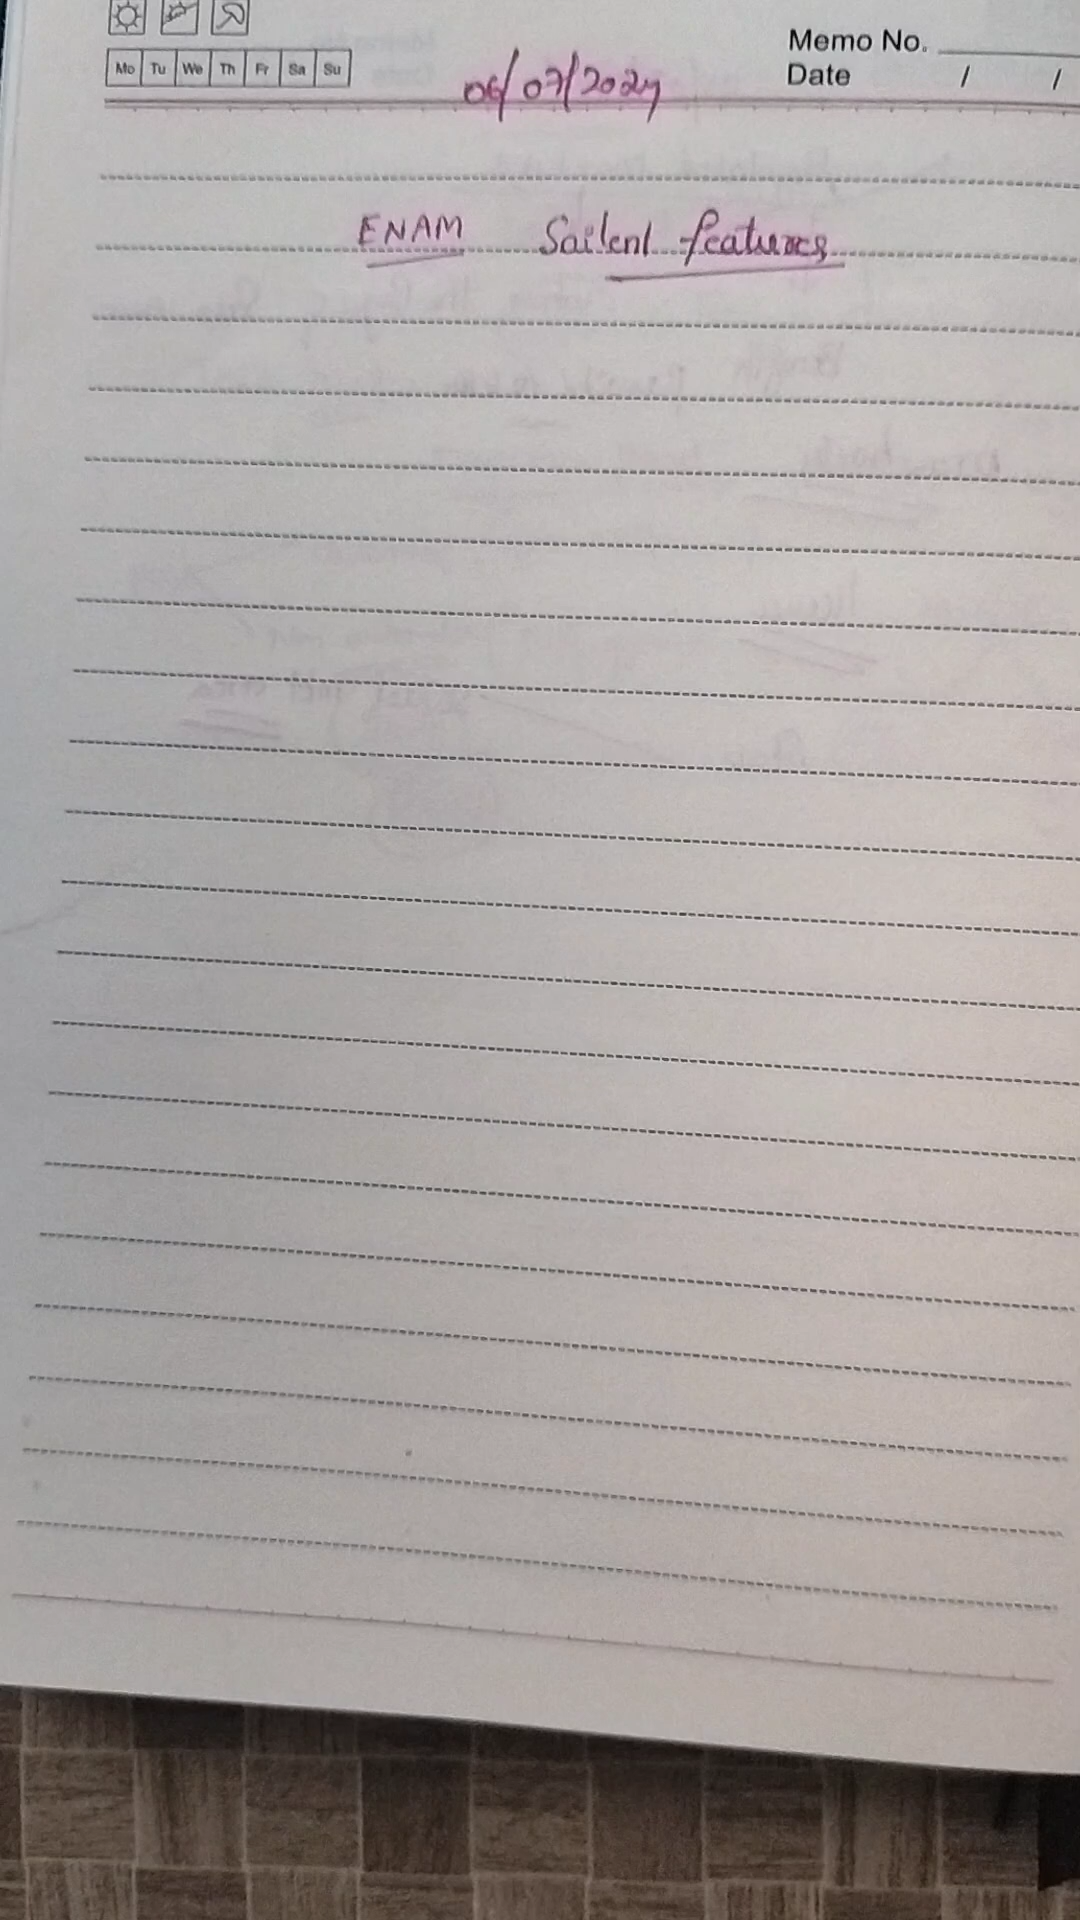 Memo No.
Mo Tu We Th Fr Sa Su
Date / /
06/07/2024
ENAM Sailent features